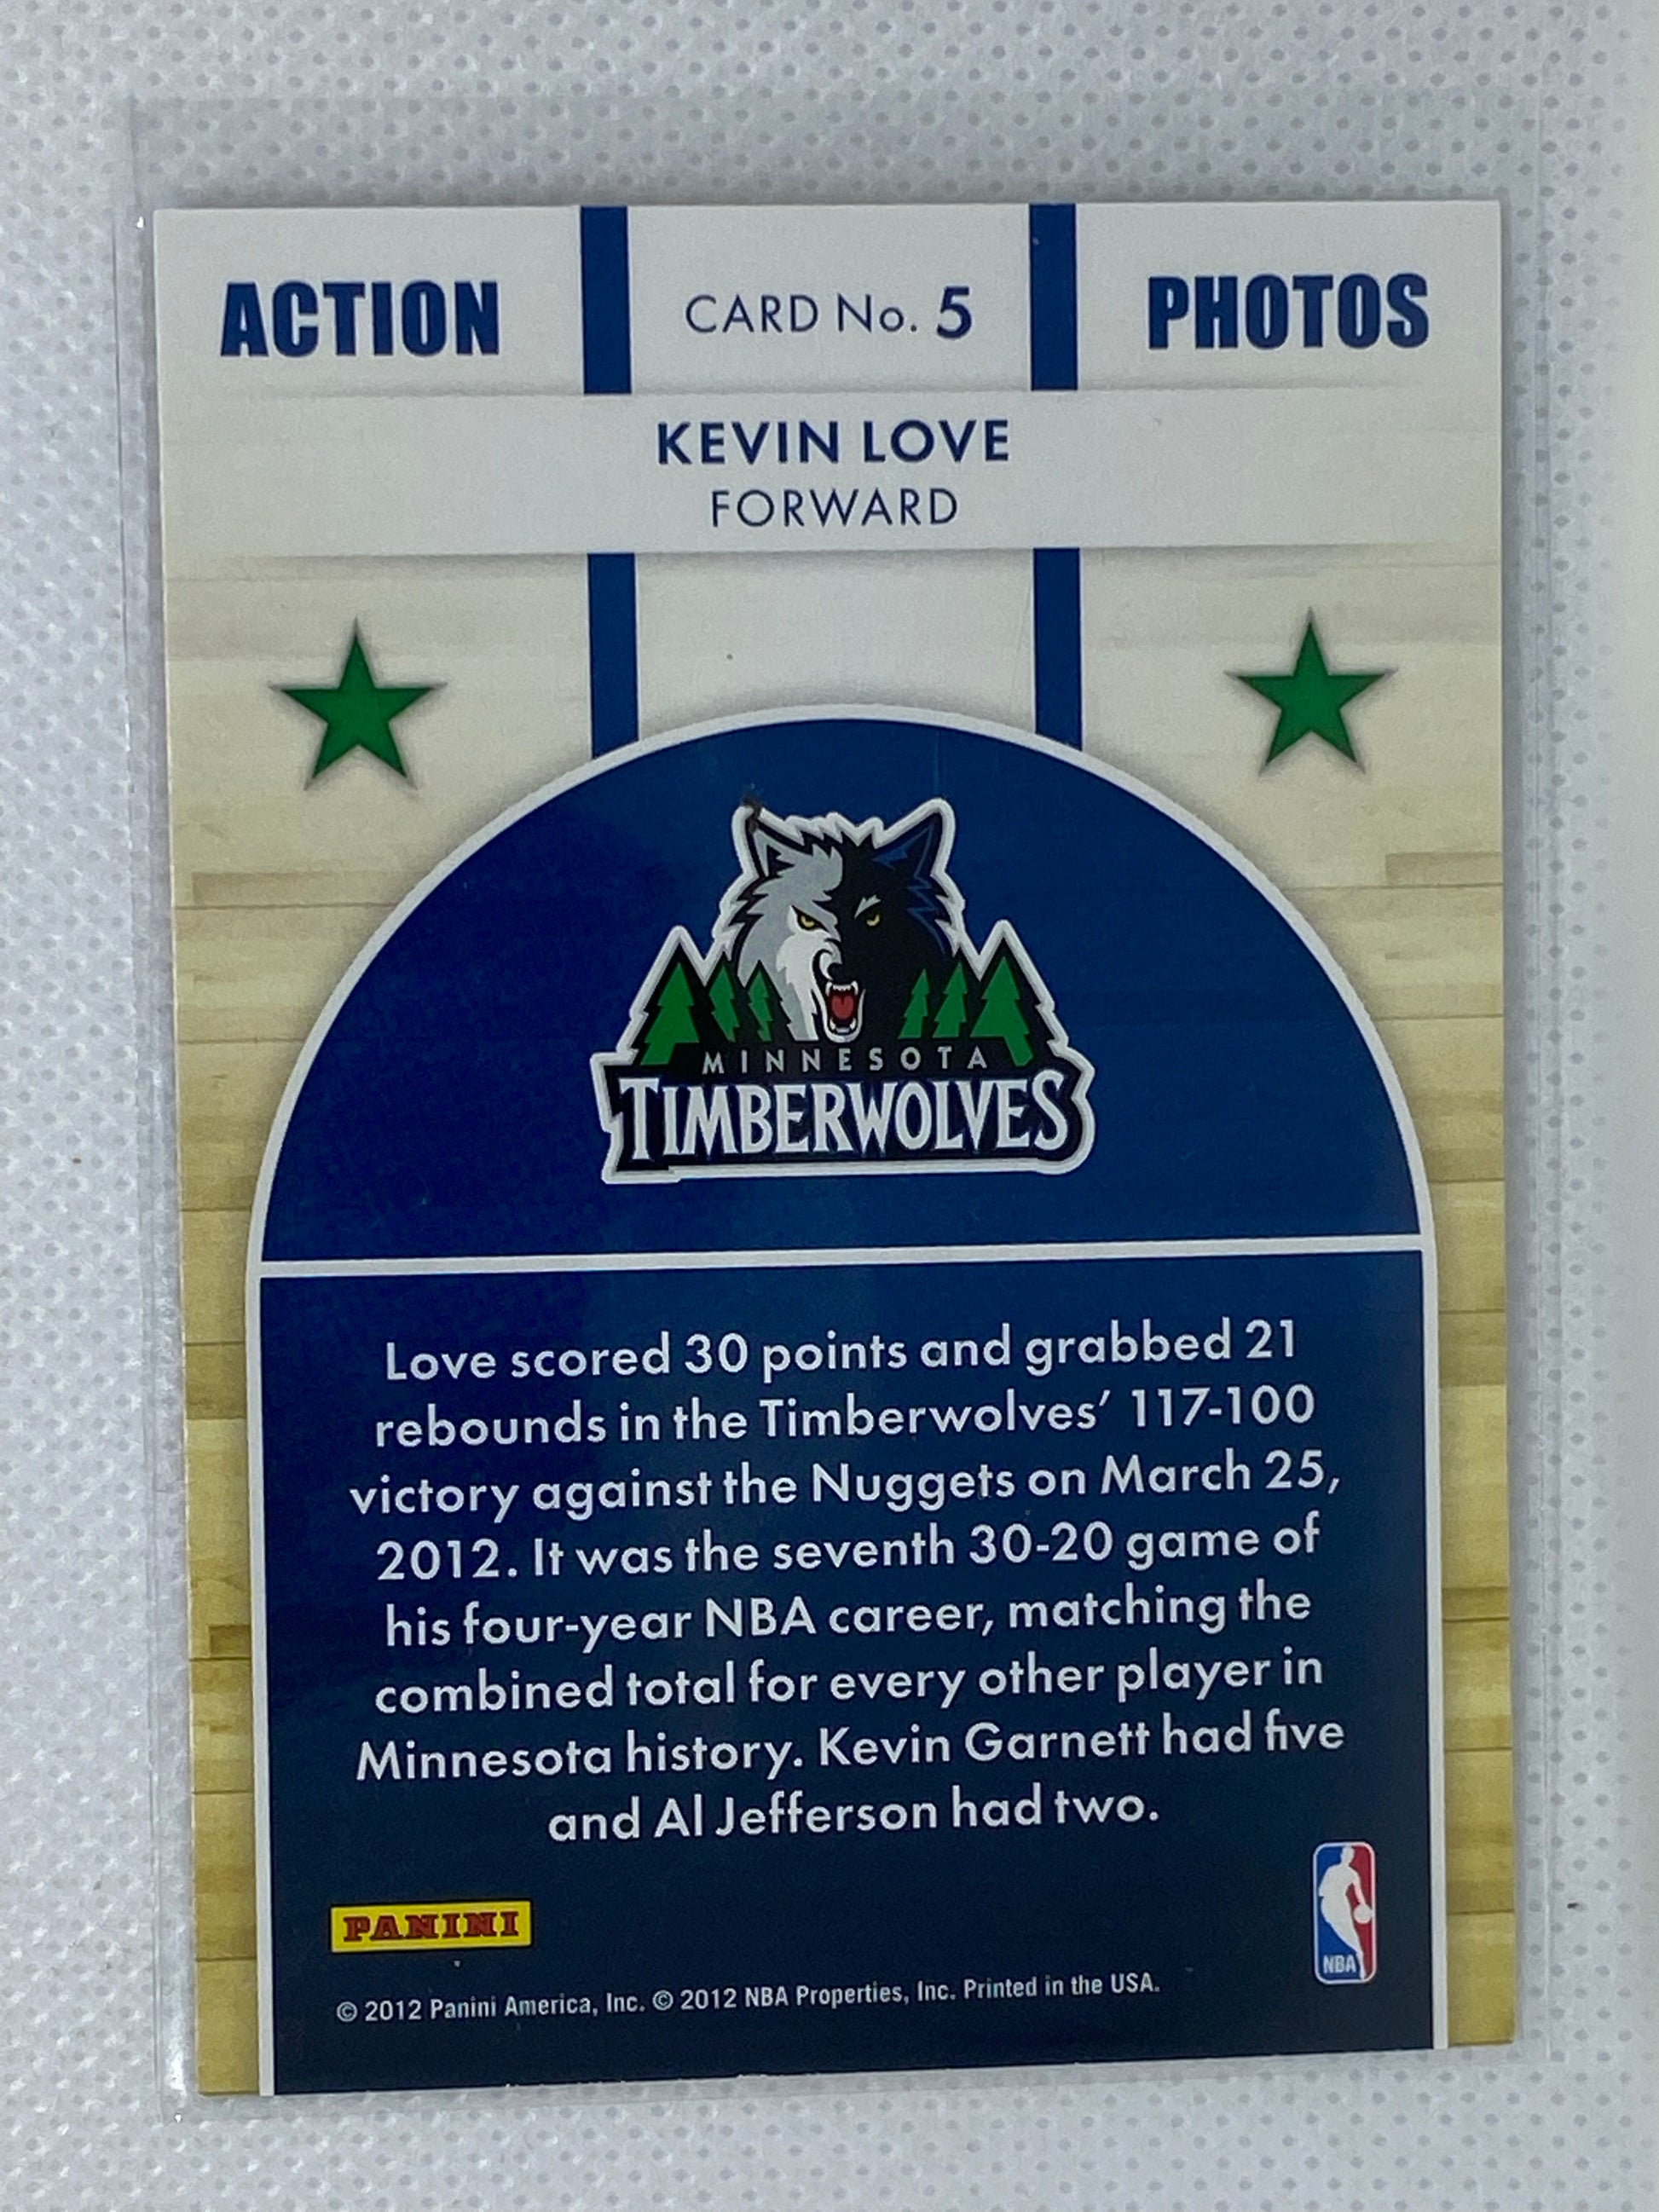 ACTION
CARD No. 5
PHOTOS
KEVIN LOVE
FORWARD
MINNESOTA
TIMBERWOLVES
Love scored 30 points and grabbed 21
rebounds in the Timberwolves’ 117-100
victory against the Nuggets on March 25,
2012. It was the seventh 30-20 game of
his four-year NBA career, matching the
combined total for every other player in
Minnesota history. Kevin Garnett had five
and Al Jefferson had two.
PANINI
NBA
© 2012 Panini America, Inc. © 2012 NBA Properties, Inc. Printed in the USA.